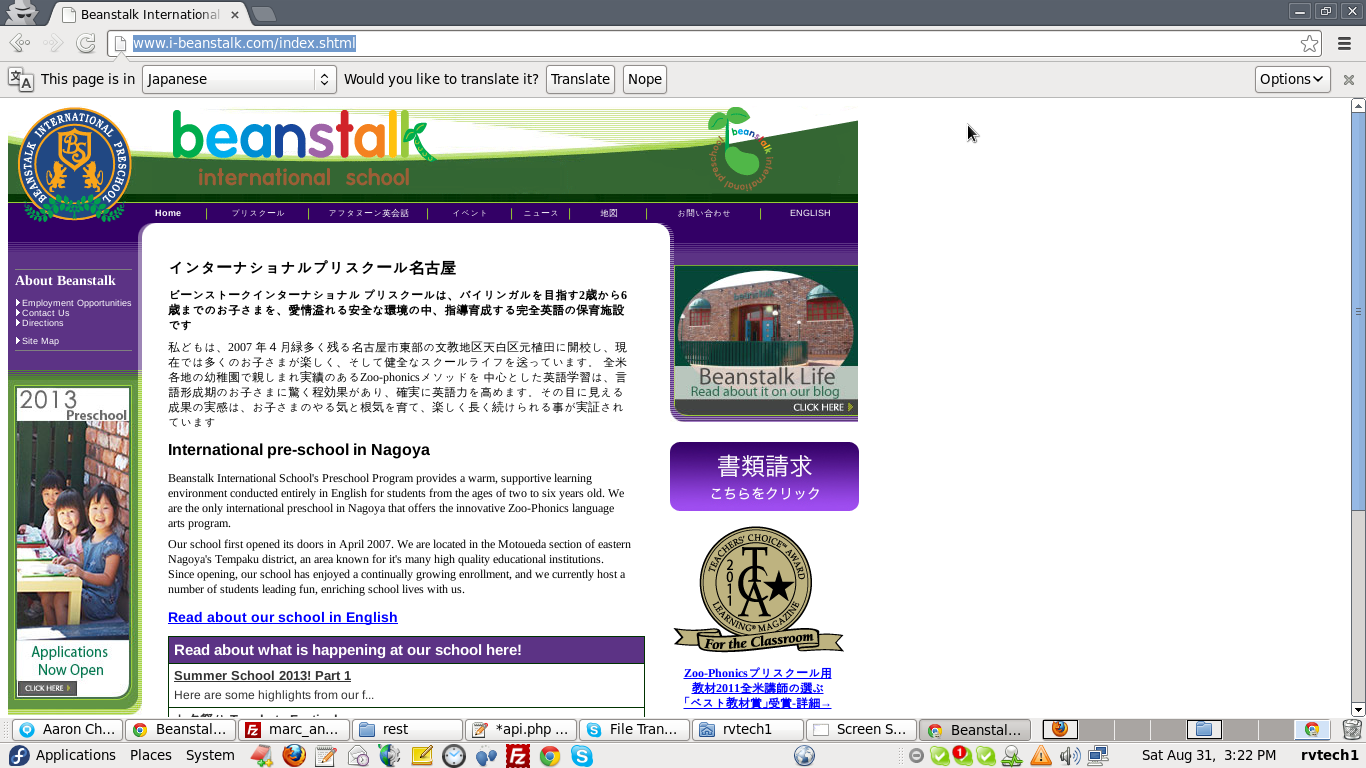 Beanstalk International
www.i-beanstalk.com/index.shtml
This page is in Japanese Would you like to translate it? Translate Nope Options
BEANSTALK INTERNATIONAL PRESCHOOL
BS
beanstalk
international school
beanstalk
international preschool
Home プリスクール アフタヌーン英会話 イベント ニュース 地図 お問い合わせ ENGLISH
About Beanstalk
Employment Opportunities
Contact Us
Directions
Site Map
2013
Preschool
Applications
Now Open
CLICK HERE
インターナショナルプリスクール名古屋
ビーンストークインターナショナル プリスクールは、バイリンガルを目指す2歳から6
歳までのお子さまを、愛情溢れる安全な環境の中、指導育成する完全英語の保育施設
です
私どもは、2007 年４月緑多く残る名古屋市東部の文教地区天白区元植田に開校し、現
在では多くのお子さまが楽しく、そして健全なスクールライフを送っています。 全米
各地の幼稚園で親しまれ実績のあるZoo-phonicsメソッドを 中心とした英語学習は、言
語形成期のお子さまに驚く程効果があり、確実に英語力を高めます。その目に見える
成果の実感は、お子さまのやる気と根気を育て、楽しく長く続けられる事が実証され
ています
International pre-school in Nagoya
Beanstalk International School's Preschool Program provides a warm, supportive learning
environment conducted entirely in English for students from the ages of two to six years old. We
are the only international preschool in Nagoya that offers the innovative Zoo-Phonics language
arts program.
Our school first opened its doors in April 2007. We are located in the Motoueda section of eastern
Nagoya's Tempaku district, an area known for it's many high quality educational institutions.
Since opening, our school has enjoyed a continually growing enrollment, and we currently host a
number of students leading fun, enriching school lives with us.
Read about our school in English
Read about what is happening at our school here!
Summer School 2013! Part 1
Here are some highlights from our f...
beanstalk
Beanstalk Life
Read about it on our blog
CLICK HERE
書類請求
こちらをクリック
TEACHERS' CHOICE AWARD
2011
TCA
LEARNING® MAGAZINE
For the Classroom
Zoo-Phonicsプリスクール用
教材2011全米講師の選ぶ
「ベスト教材賞」受賞-詳細→
Aaron Ch... Beanstal... marc_an... rest *api.php ... File Tran... rvtech1 Screen S... Beanstal...
Applications Places System 1 Sat Aug 31, 3:22 PM rvtech1